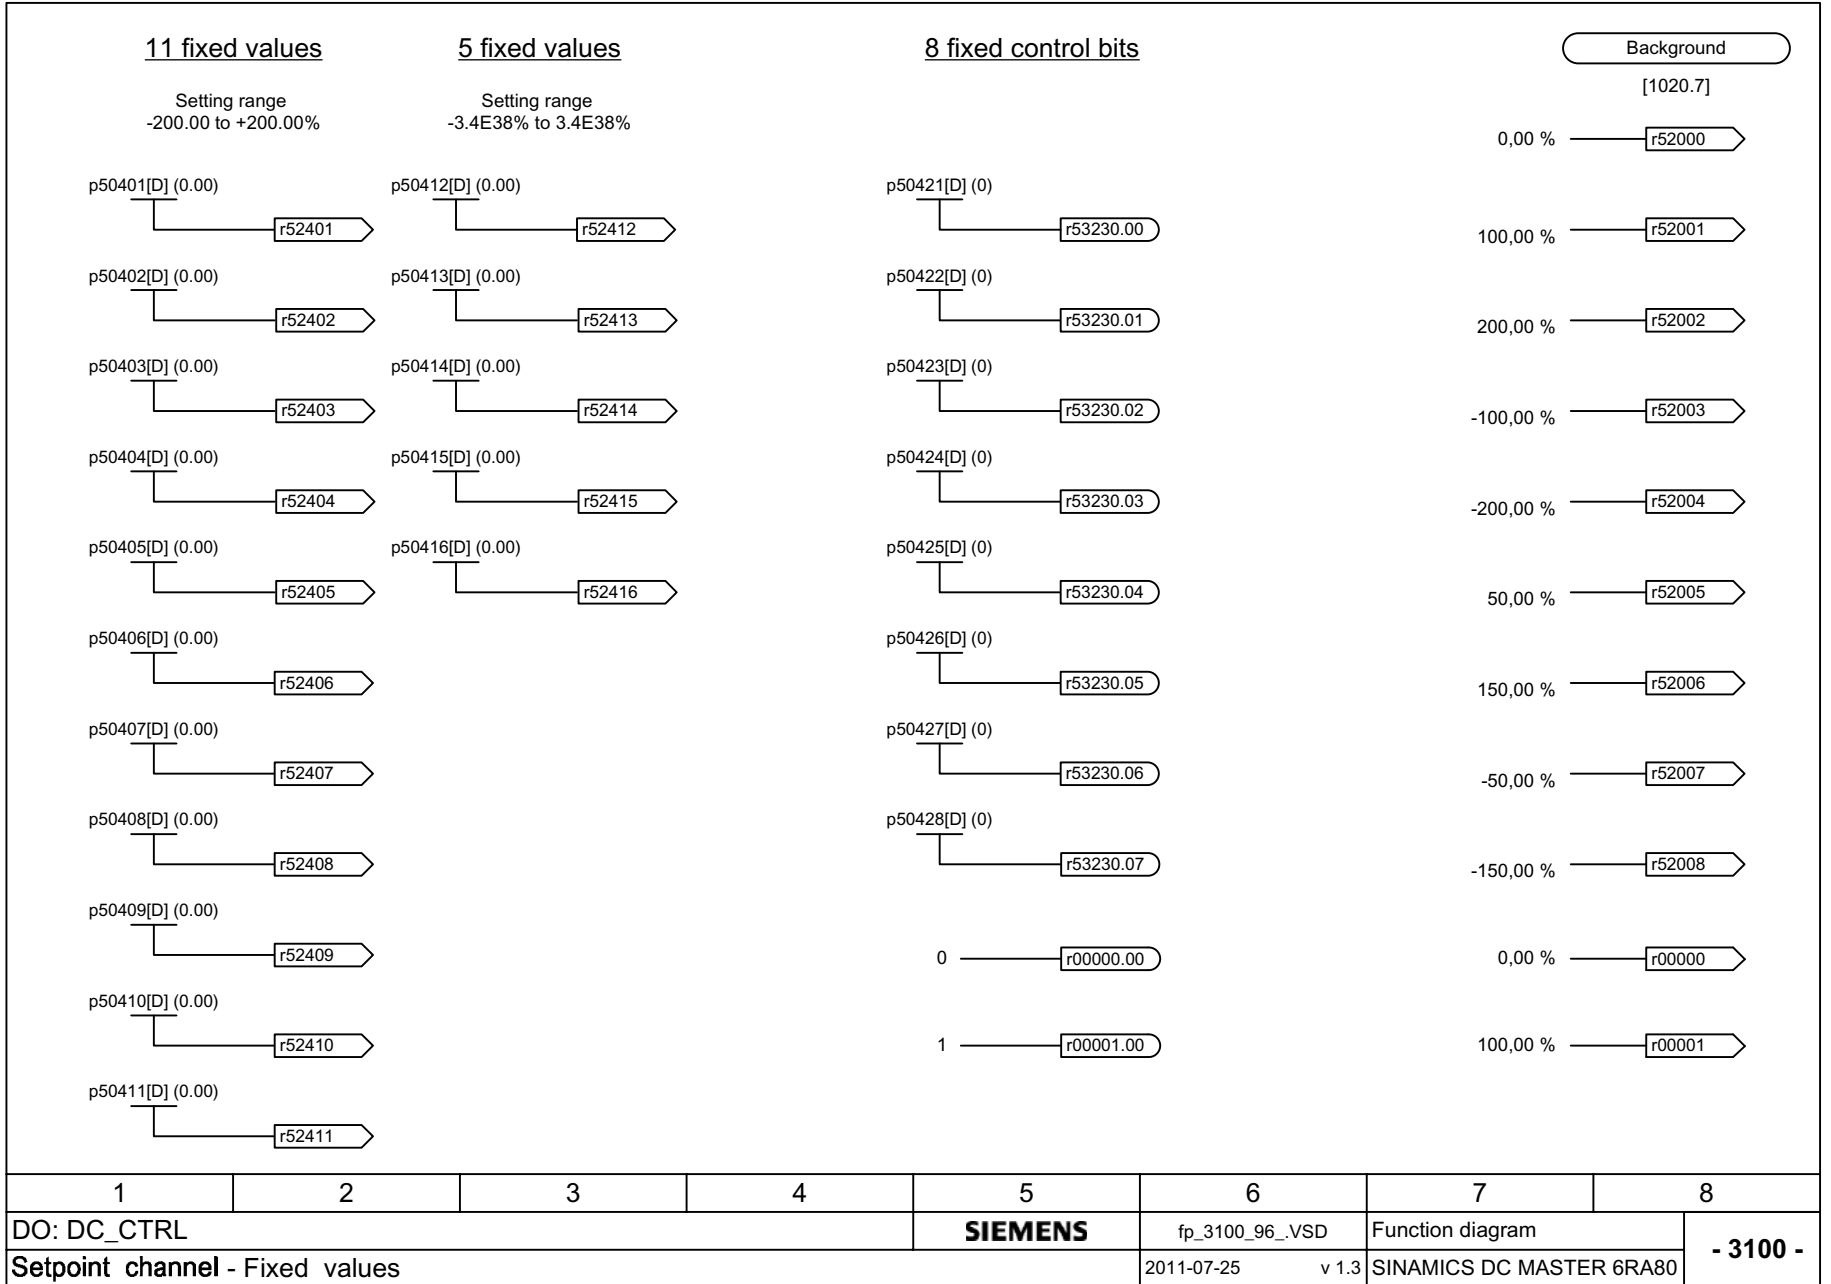 11 fixed values
5 fixed values
8 fixed control bits
Background
[1020.7]
Setting range
-200.00 to +200.00%
Setting range
-3.4E38% to 3.4E38%
0,00 % r52000
p50401[D] (0.00) p50412[D] (0.00) p50421[D] (0)
r52401 r52412 r53230.00 100,00 % r52001
p50402[D] (0.00) p50413[D] (0.00) p50422[D] (0)
r52402 r52413 r53230.01 200,00 % r52002
p50403[D] (0.00) p50414[D] (0.00) p50423[D] (0)
r52403 r52414 r53230.02 -100,00 % r52003
p50404[D] (0.00) p50415[D] (0.00) p50424[D] (0)
r52404 r52415 r53230.03 -200,00 % r52004
p50405[D] (0.00) p50416[D] (0.00) p50425[D] (0)
r52405 r52416 r53230.04 50,00 % r52005
p50406[D] (0.00) p50426[D] (0)
r52406 r53230.05 150,00 % r52006
p50407[D] (0.00) p50427[D] (0)
r52407 r53230.06 -50,00 % r52007
p50408[D] (0.00) p50428[D] (0)
r52408 r53230.07 -150,00 % r52008
p50409[D] (0.00)
r52409 0 r00000.00 0,00 % r00000
p50410[D] (0.00)
r52410 1 r00001.00 100,00 % r00001
p50411[D] (0.00)
r52411
1 2 3 4 5 6 7 8
DO: DC_CTRL SIEMENS fp_3100_96_.VSD Function diagram - 3100 -
Setpoint channel - Fixed values 2011-07-25 v 1.3 SINAMICS DC MASTER 6RA80